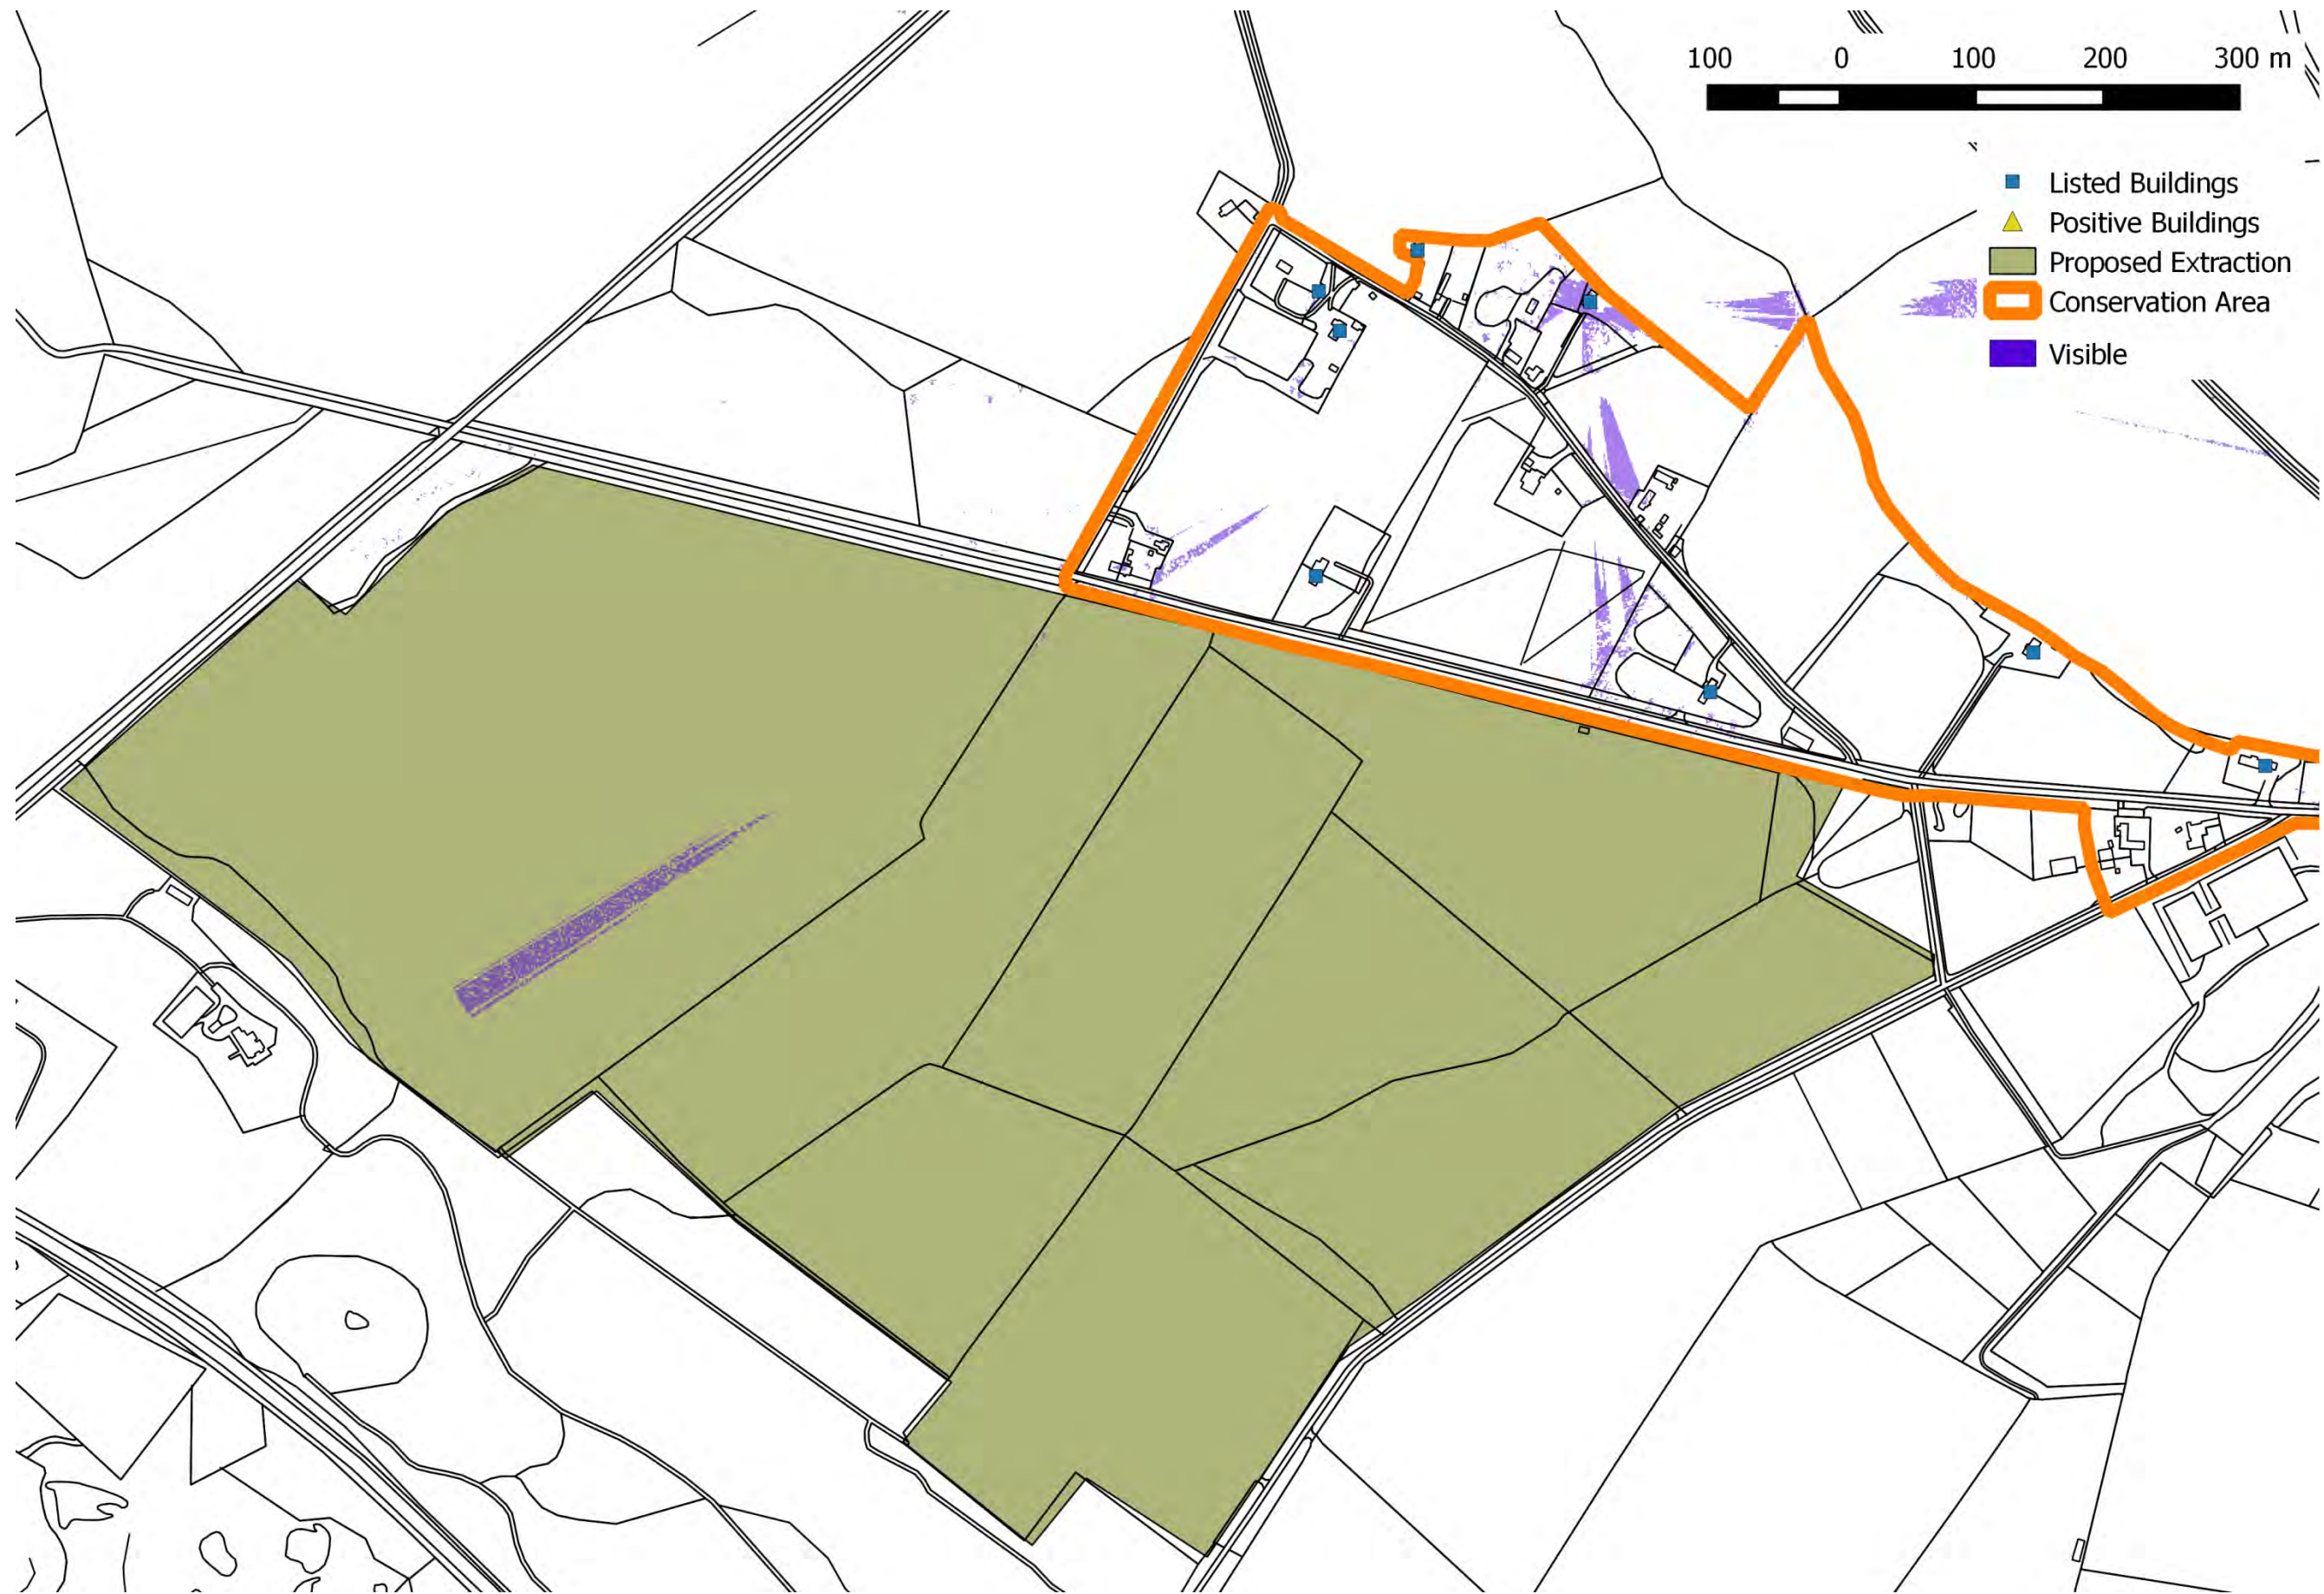 100 0 100 200 300 m
Listed Buildings
Positive Buildings
Proposed Extraction
Conservation Area
Visible